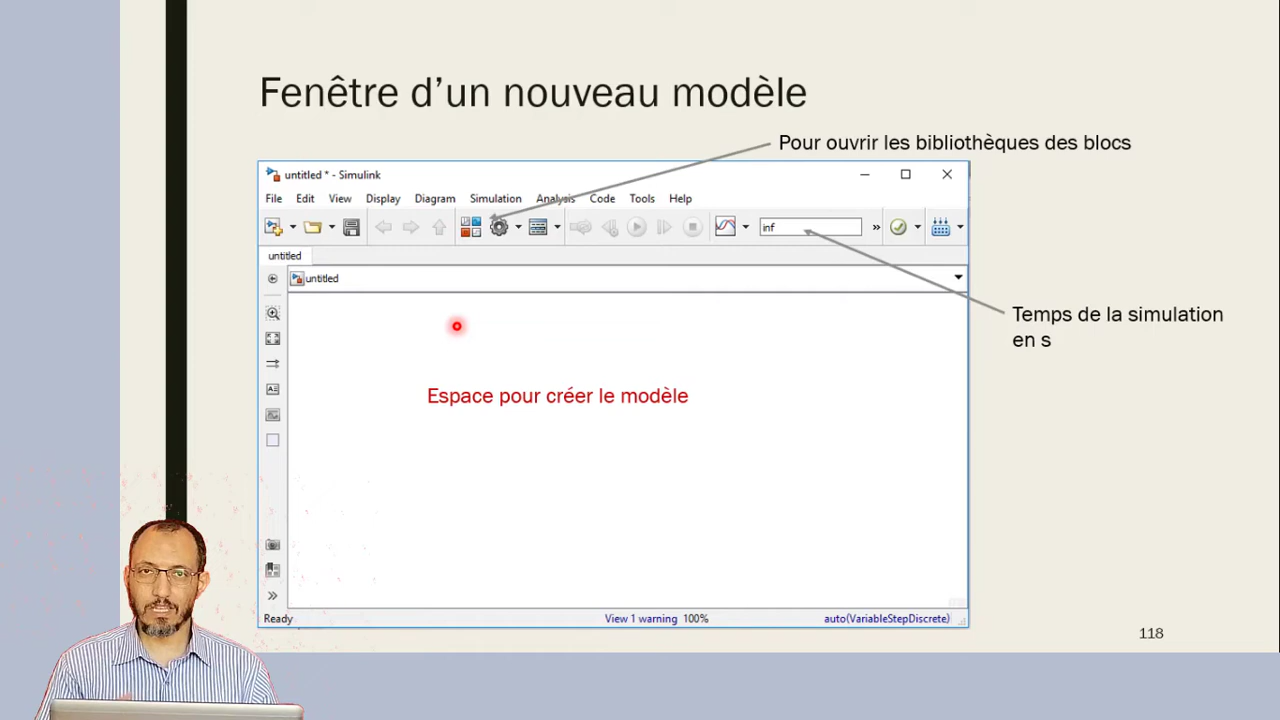 Fenêtre d’un nouveau modèle
Pour ouvrir les bibliothèques des blocs
untitled * - Simulink
File Edit View Display Diagram Simulation Analysis Code Tools Help
inf »
untitled
untitled
Temps de la simulation
en s
Espace pour créer le modèle
»
Ready View 1 warning 100% auto(VariableStepDiscrete)
118